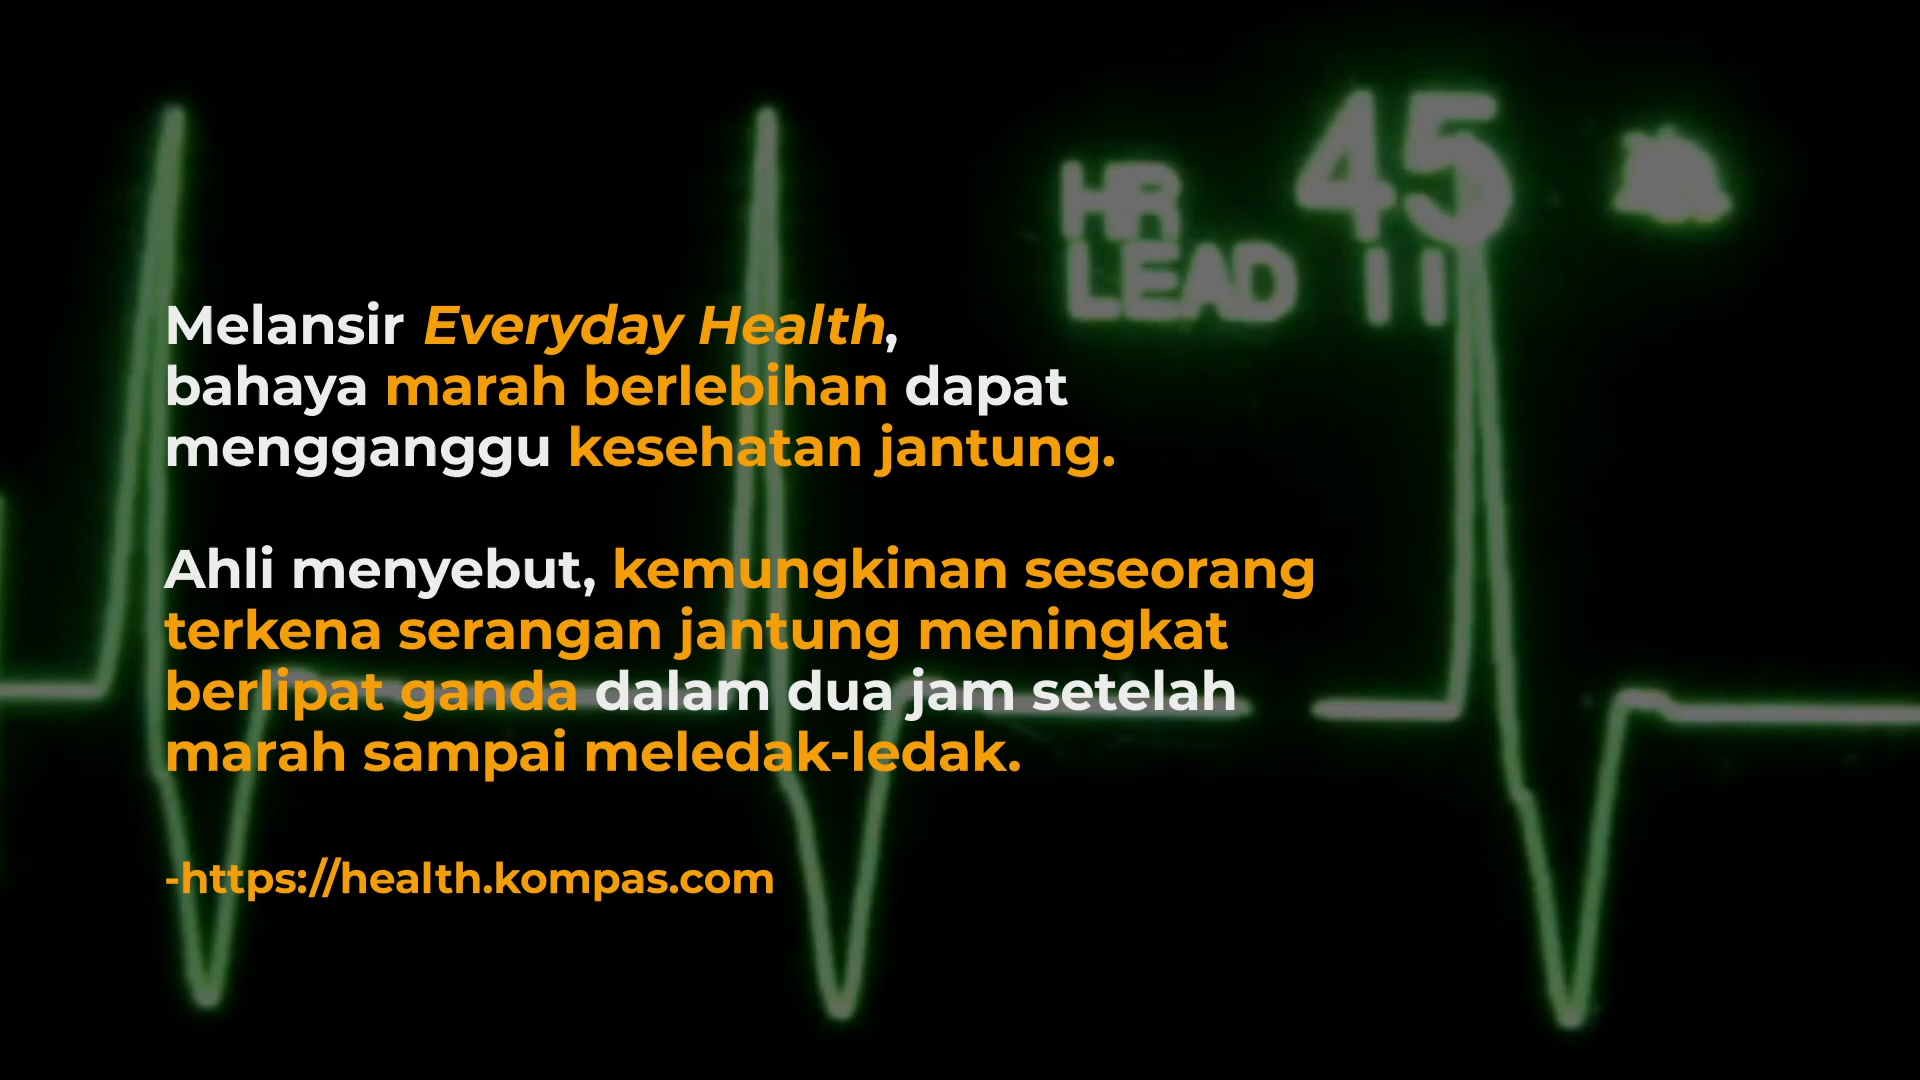 HR 45
LEAD II
Melansir Everyday Health,
bahaya marah berlebihan dapat
mengganggu kesehatan jantung.
Ahli menyebut, kemungkinan seseorang
terkena serangan jantung meningkat
berlipat ganda dalam dua jam setelah
marah sampai meledak-ledak.
-https://health.kompas.com